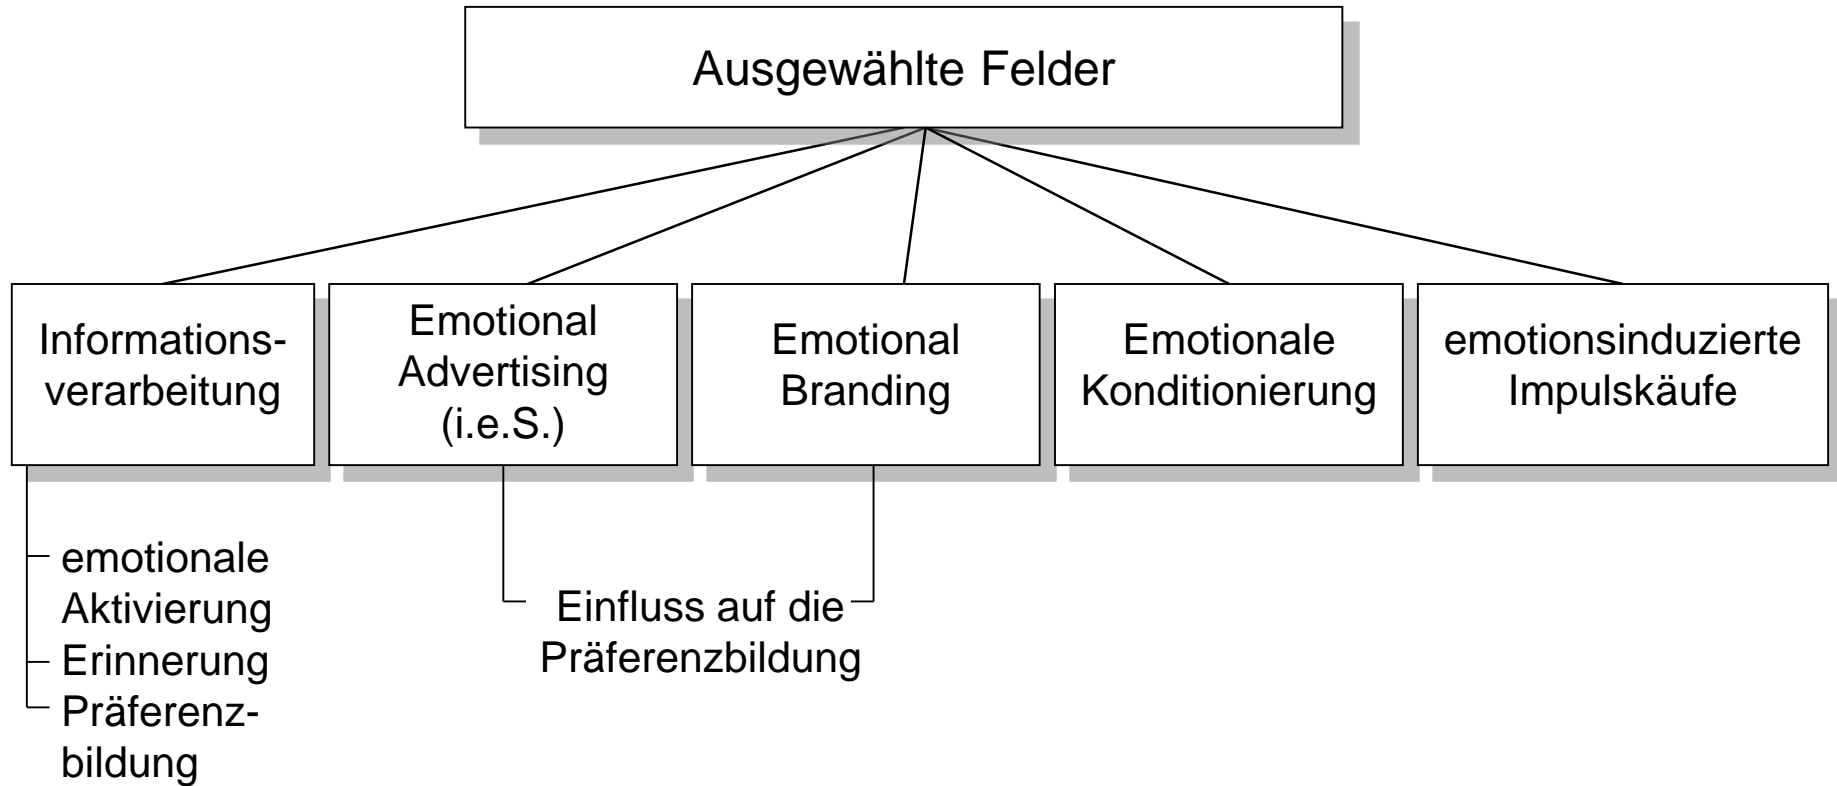 Ausgewählte Felder
Informations-
verarbeitung
Emotional
Advertising
(i.e.S.)
Emotional
Branding
Emotionale
Konditionierung
emotionsinduzierte
Impulskäufe
emotionale
Aktivierung
Erinnerung
Präferenz-
bildung
Einfluss auf die
Präferenzbildung